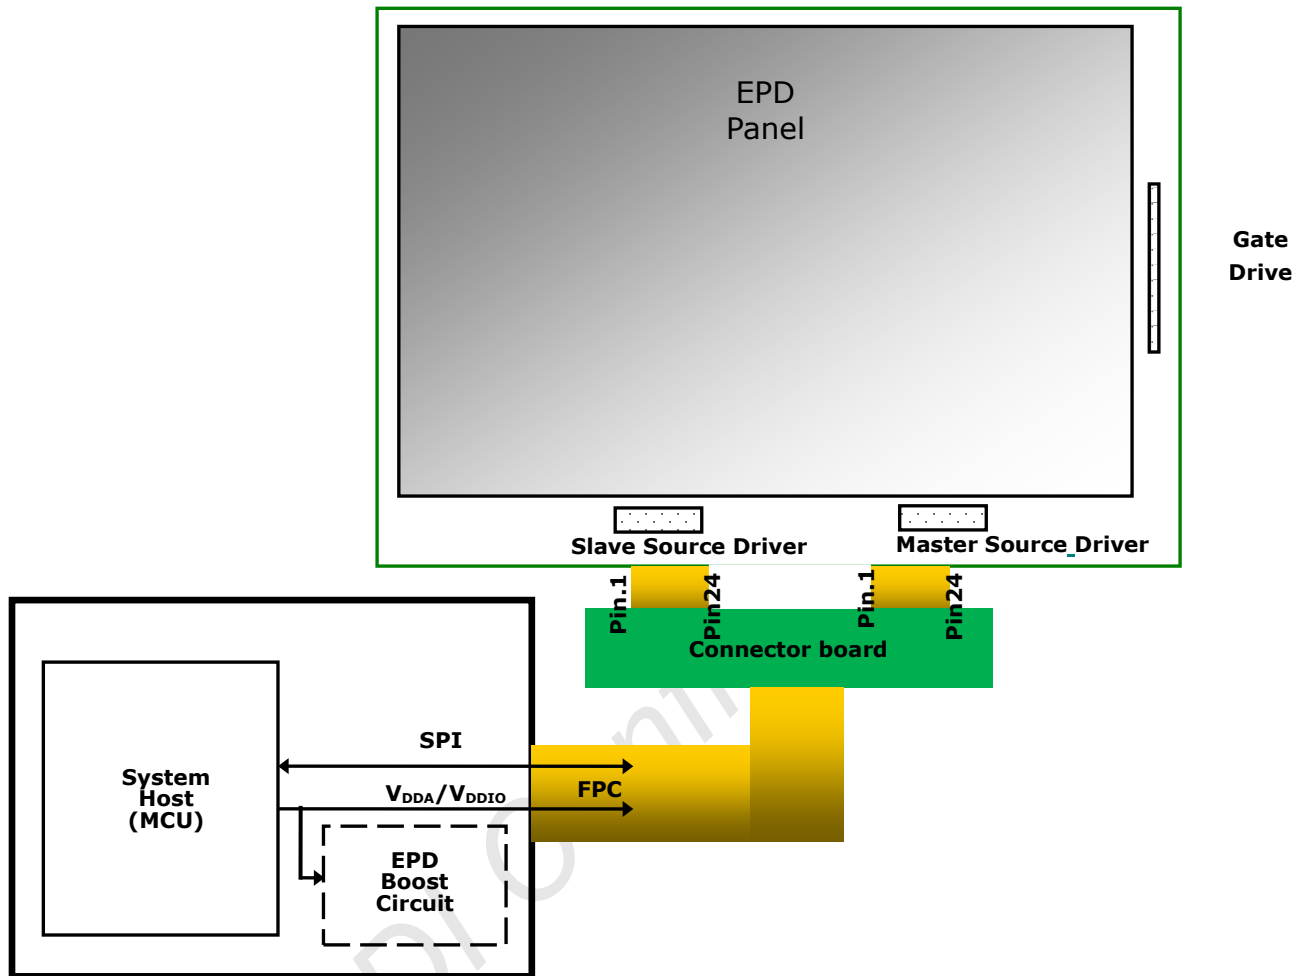 EPD
Panel
Gate
Drive
Slave Source Driver
Master Source Driver
Pin.1
Pin24
Pin.1
Pin24
Connector board
SPI
System
Host
(MCU)
VDDA/VDDIO
FPC
EPD
Boost
Circuit